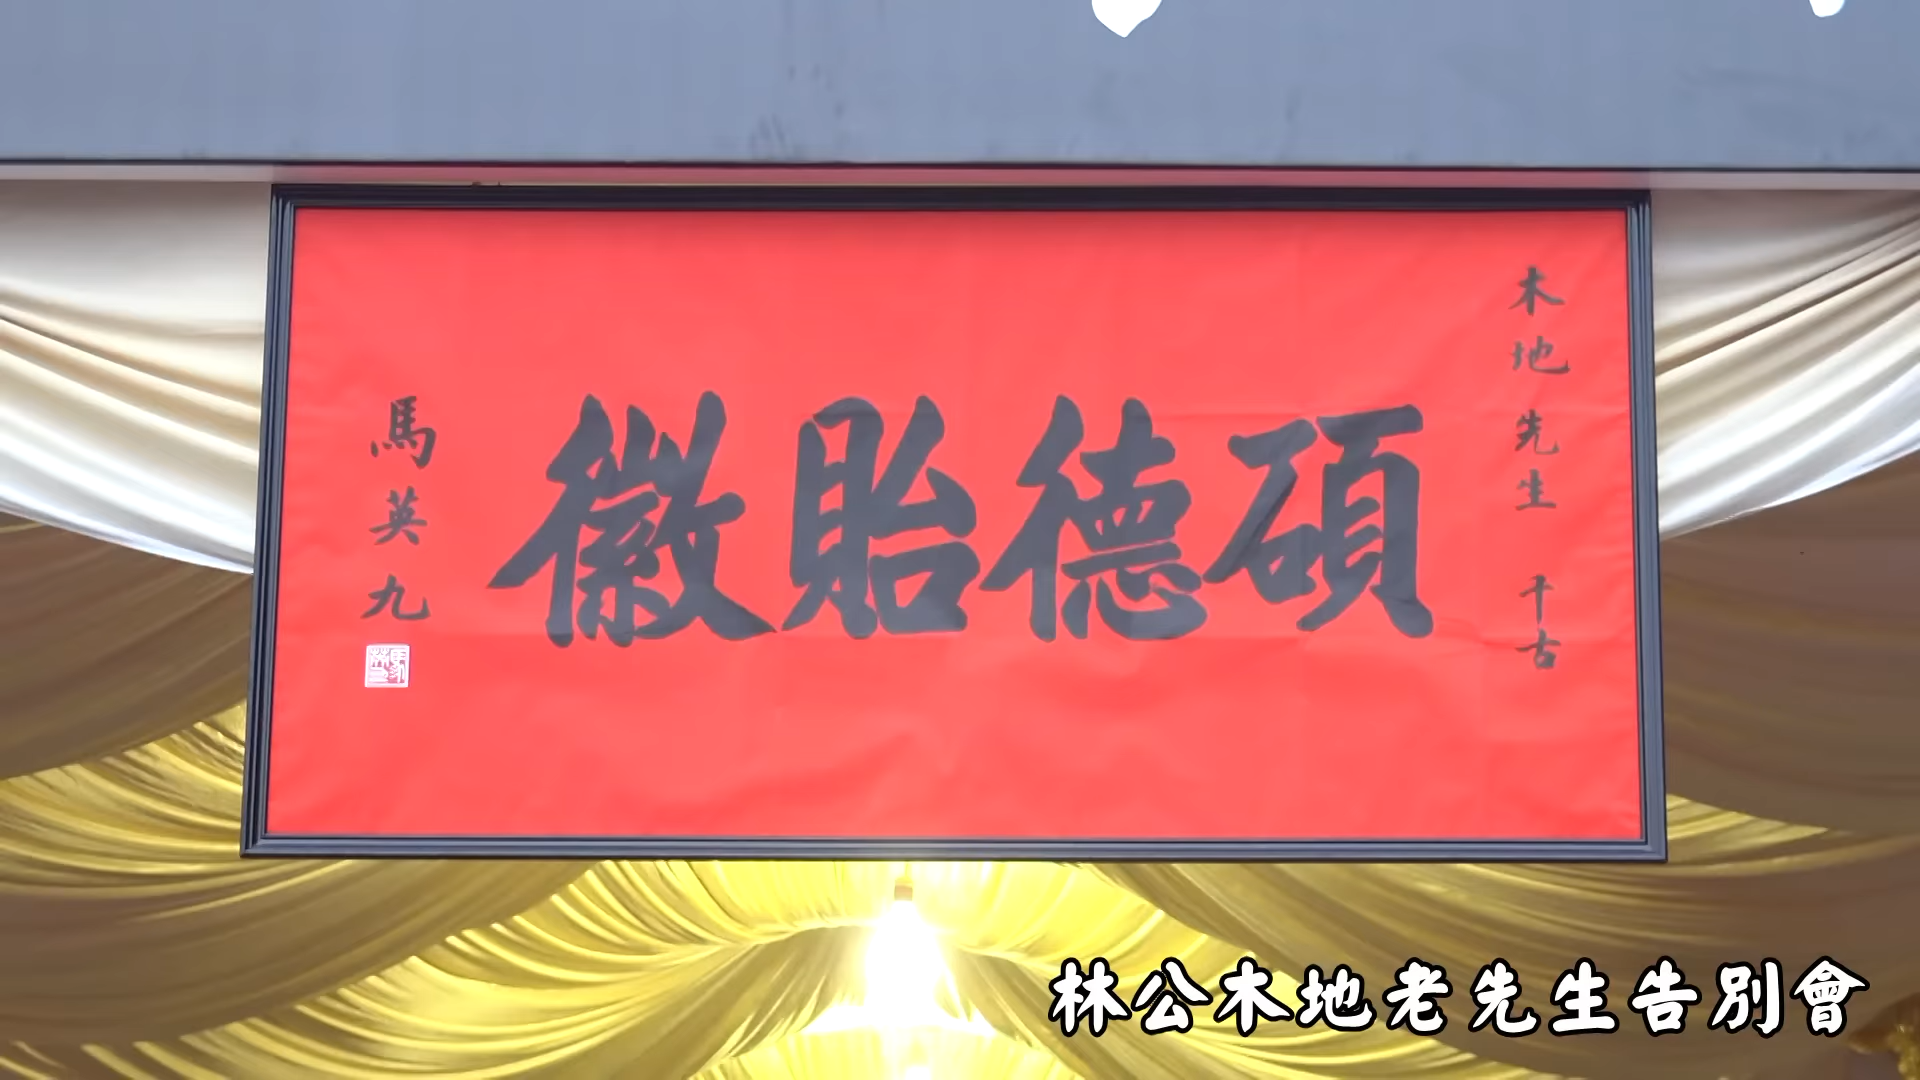 木地先生 千古
碩德貽徽
馬英九
林公木地老先生告別會